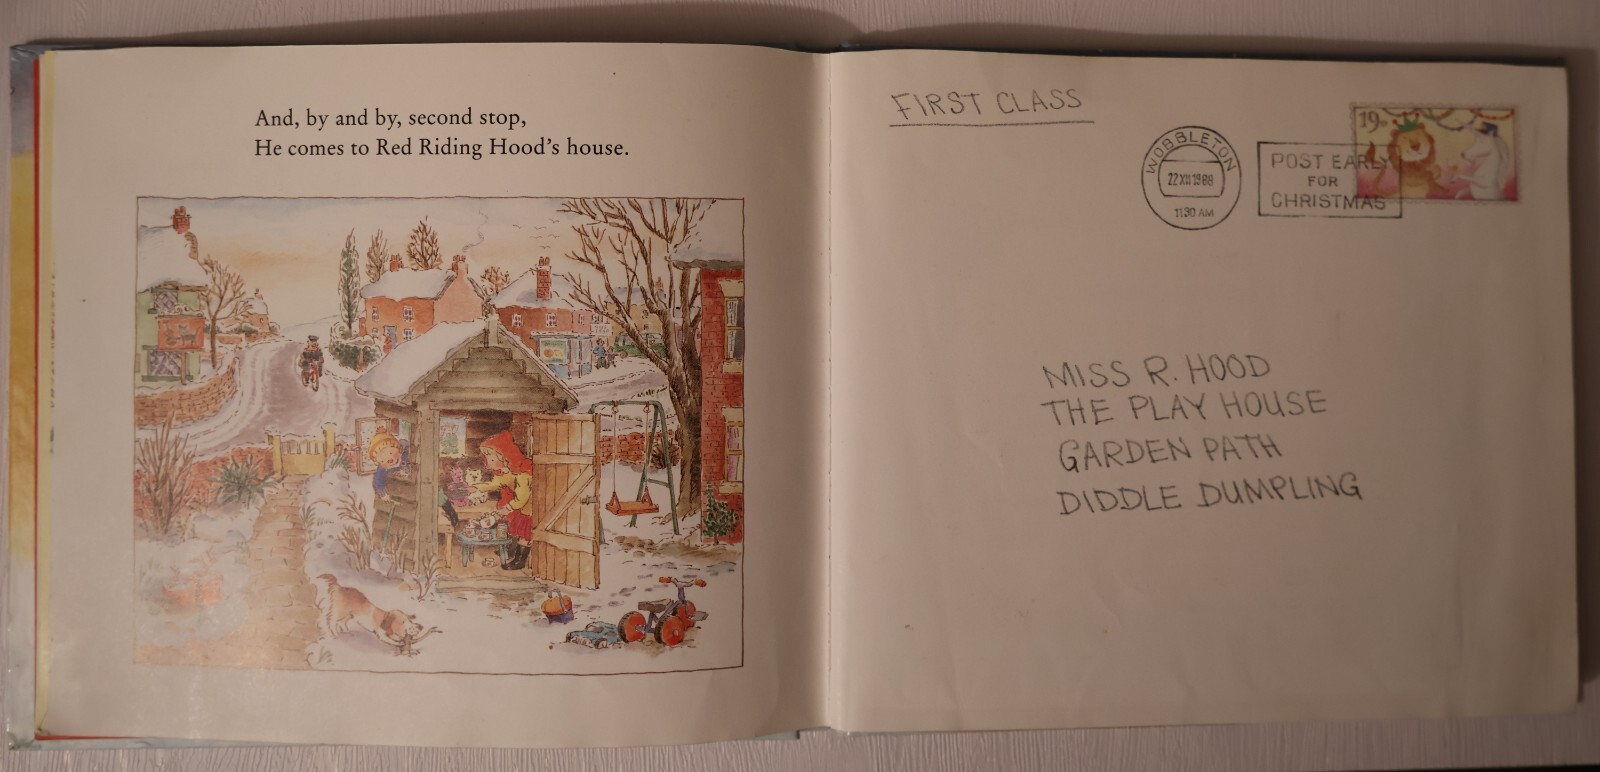 And, by and by, second stop,
He comes to Red Riding Hood's house.
FIRST CLASS
WOBBLETON
22 XII 1988
11.30 AM
POST EARLY
FOR
CHRISTMAS
19
MISS R. HOOD
THE PLAY HOUSE
GARDEN PATH
DIDDLE DUMPLING